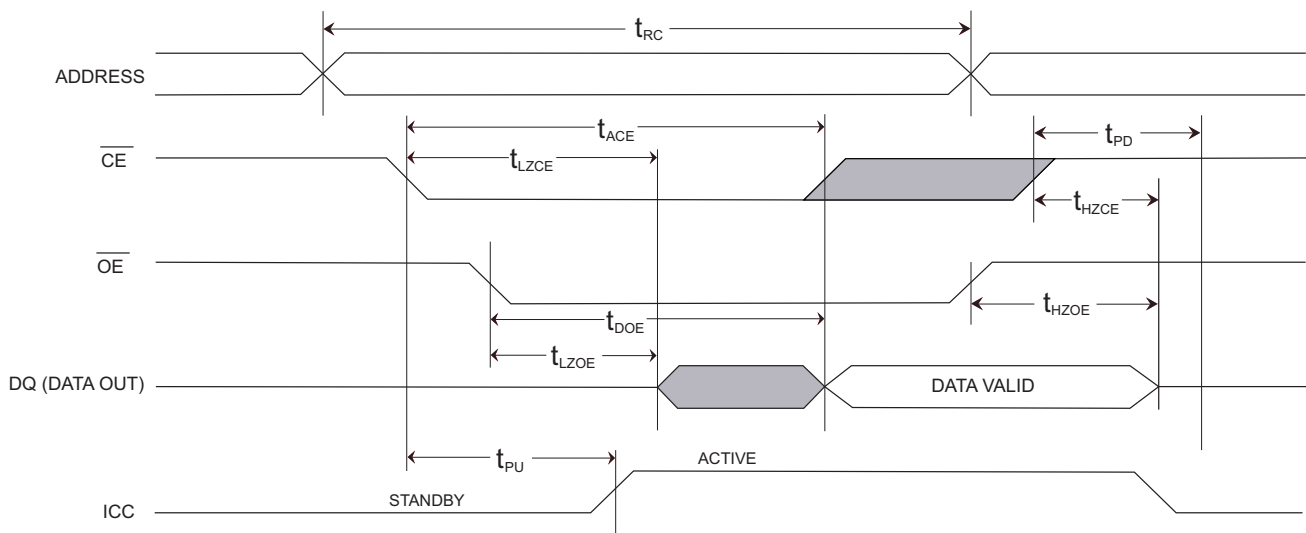 tRC
ADDRESS
tACE
tPD
CE
tLZCE
tHZCE
OE
tHZOE
tDOE
tLZOE
DQ (DATA OUT)
DATA VALID
tPU
ACTIVE
STANDBY
ICC